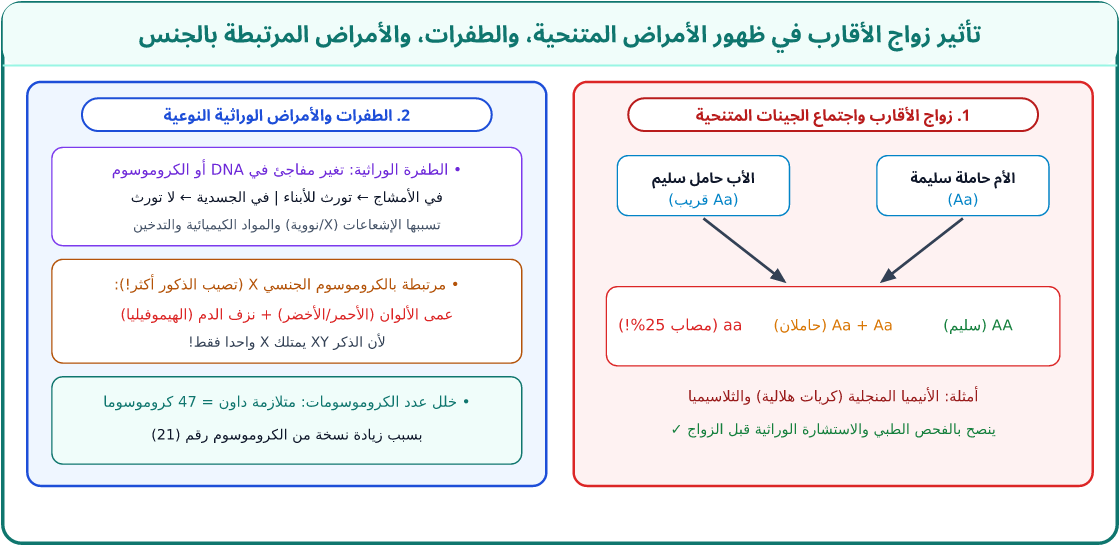 تأثير زواج الأقارب في ظهور الأمراض المتنحية، والطفرات، والأمراض المرتبطة بالجنس
1. زواج الأقارب واجتماع الجينات المتنحية
الأم حاملة سليمة
(Aa)
الأب حامل سليم
(Aa قريب)
AA (سليم)
Aa + Aa (حاملان)
aa (مصاب 25%!)
أمثلة: الأنيميا المنجلية (كريات هلالية) والثلاسيميا
ينصح بالفحص الطبي والاستشارة الوراثية قبل الزواج ✓
2. الطفرات والأمراض الوراثية النوعية
• الطفرة الوراثية: تغير مفاجئ في DNA أو الكروموسوم
في الأمشاج ← تورث للأبناء | في الجسدية ← لا تورث
تسببها الإشعاعات (X/نووية) والمواد الكيميائية والتدخين
• مرتبطة بالكروموسوم الجنسي X (تصيب الذكور أكثر!):
عمى الألوان (الأحمر/الأخضر) + نزف الدم (الهيموفيليا)
لأن الذكر XY يمتلك X واحدا فقط!
• خلل عدد الكروموسومات: متلازمة داون = 47 كروموسوما
بسبب زيادة نسخة من الكروموسوم رقم (21)